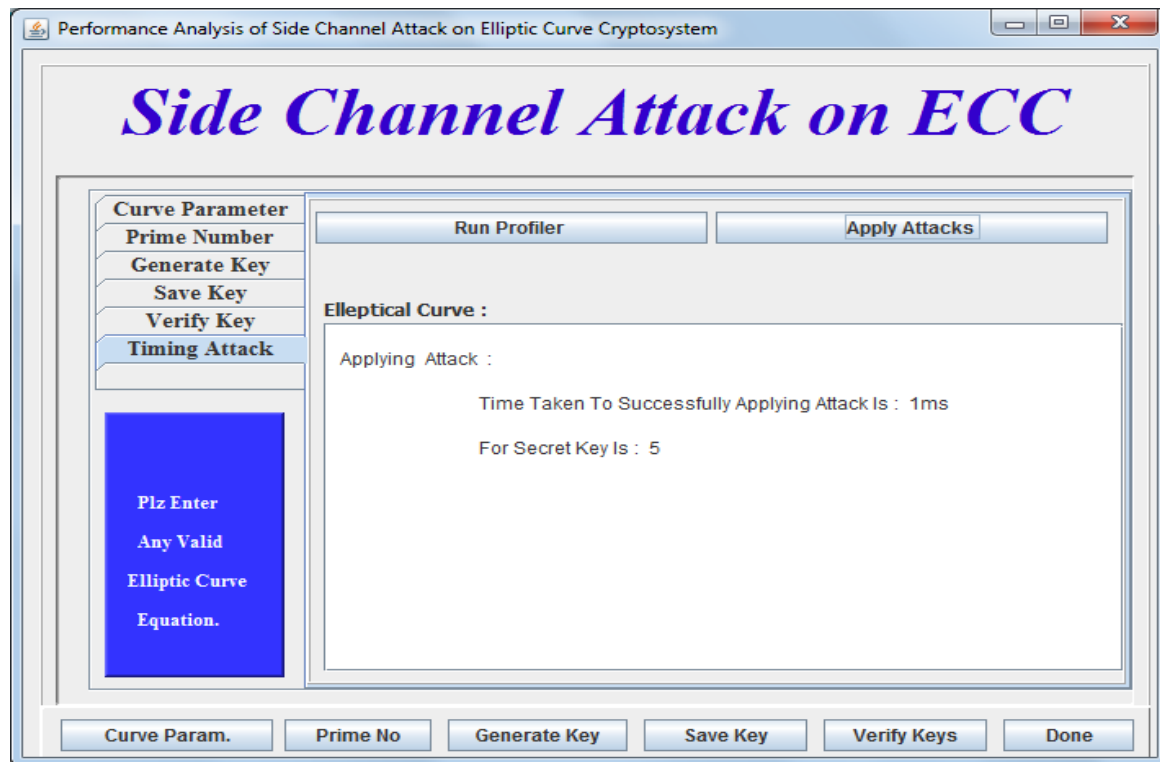 Performance Analysis of Side Channel Attack on Elliptic Curve Cryptosystem
Side Channel Attack on ECC
Curve Parameter
Prime Number
Generate Key
Save Key
Verify Key
Timing Attack
Run Profiler
Apply Attacks
Elleptical Curve :
Applying Attack :
Time Taken To Successfully Applying Attack Is : 1ms
For Secret Key Is : 5
Plz Enter
Any Valid
Elliptic Curve
Equation.
Curve Param.
Prime No
Generate Key
Save Key
Verify Keys
Done